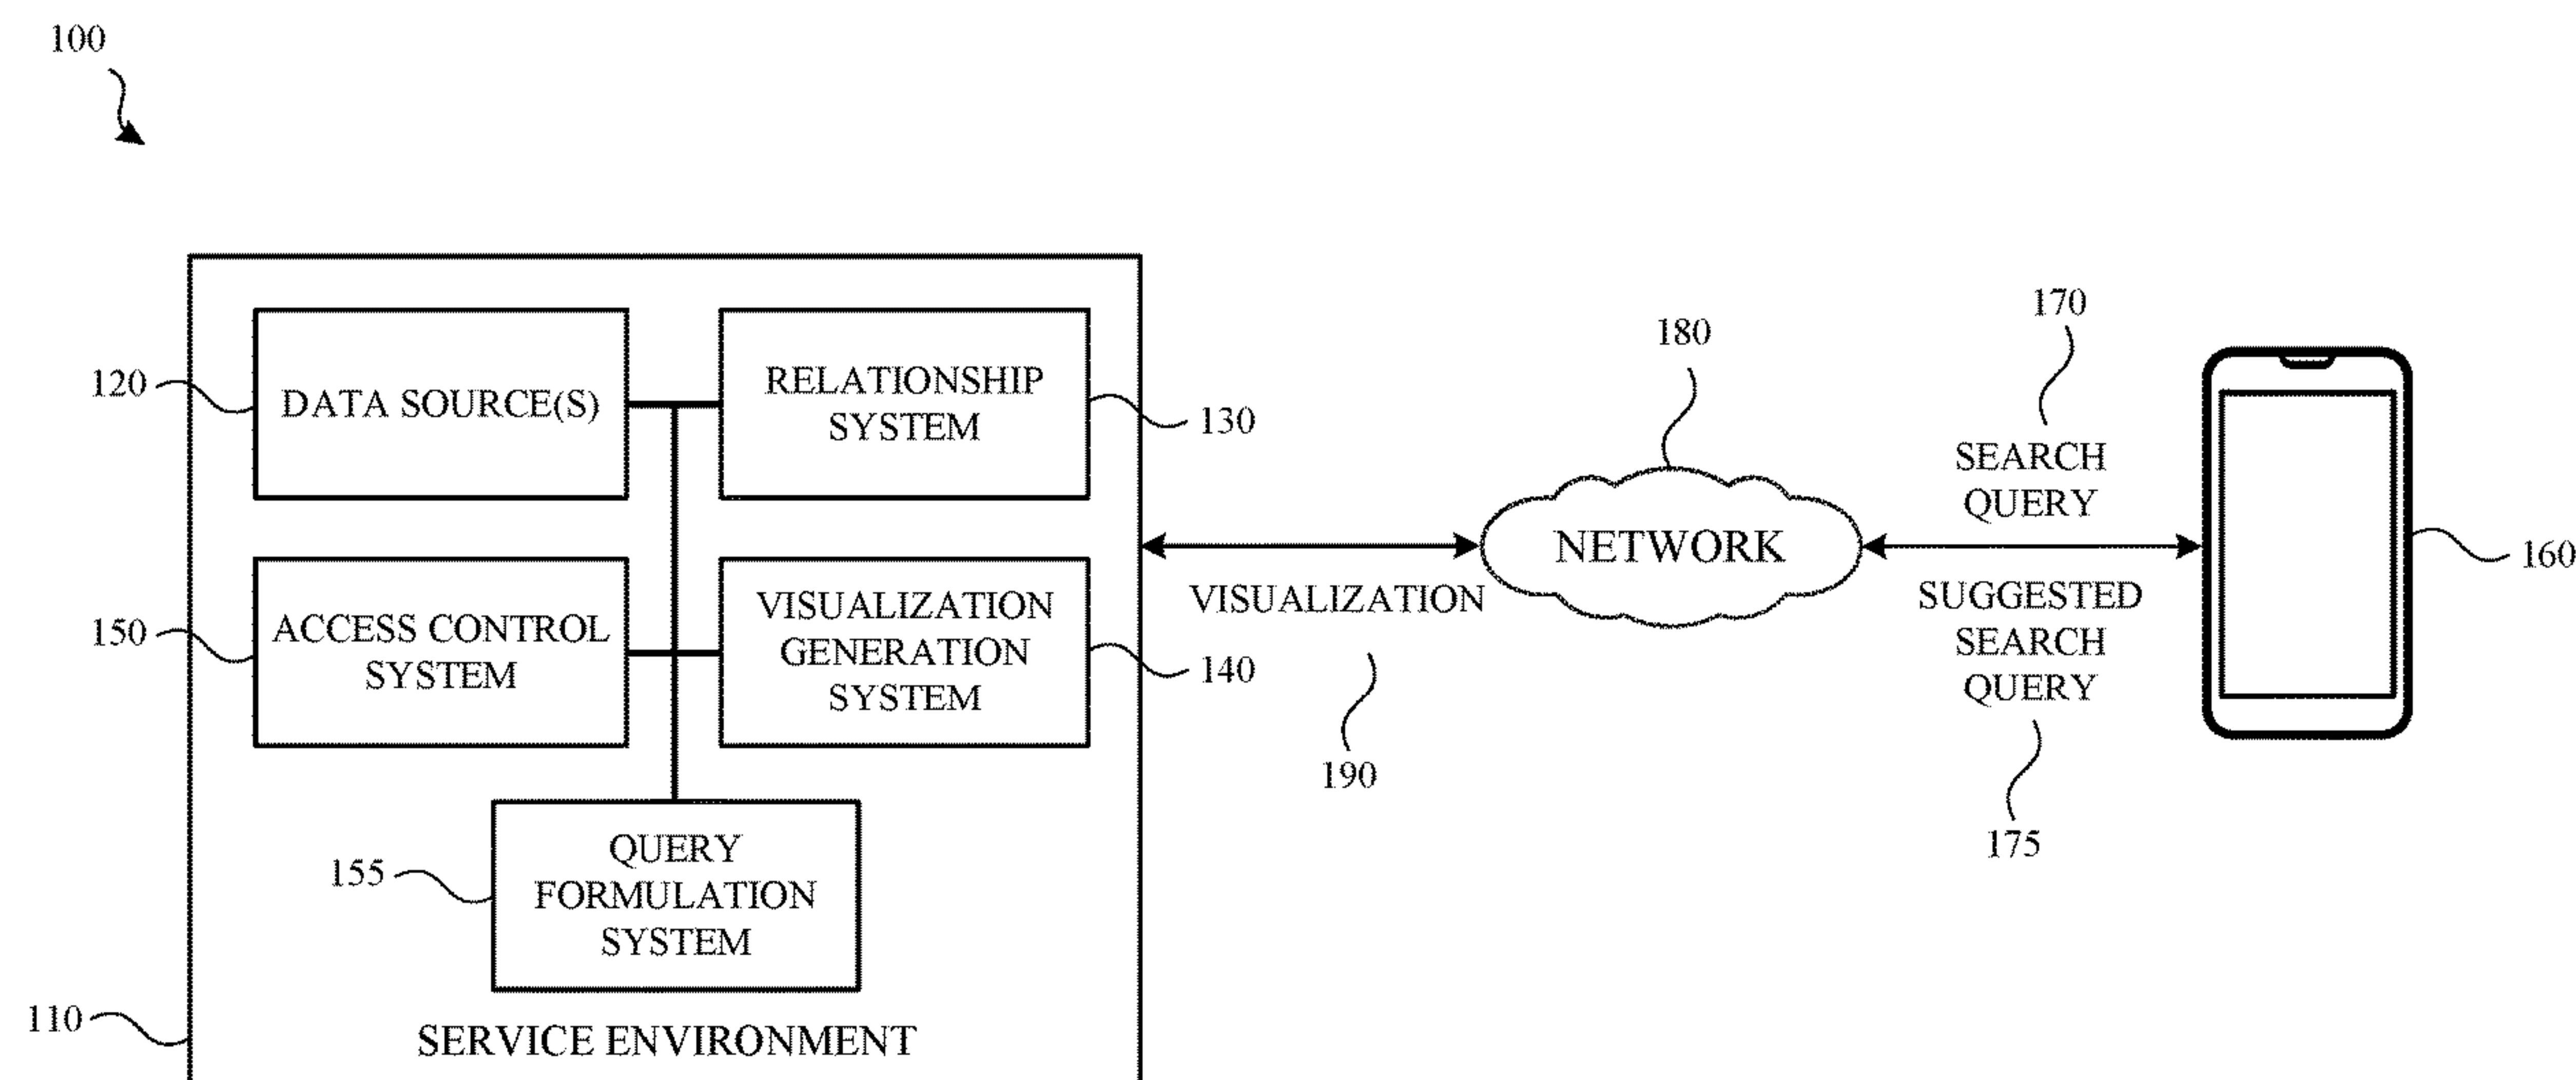 100
120
DATA SOURCE(S)
RELATIONSHIP
SYSTEM
130
150
ACCESS CONTROL
SYSTEM
VISUALIZATION
GENERATION
SYSTEM
140
155
QUERY
FORMULATION
SYSTEM
110
SERVICE ENVIRONMENT
VISUALIZATION
190
180
NETWORK
170
SEARCH
QUERY
SUGGESTED
SEARCH
QUERY
175
160